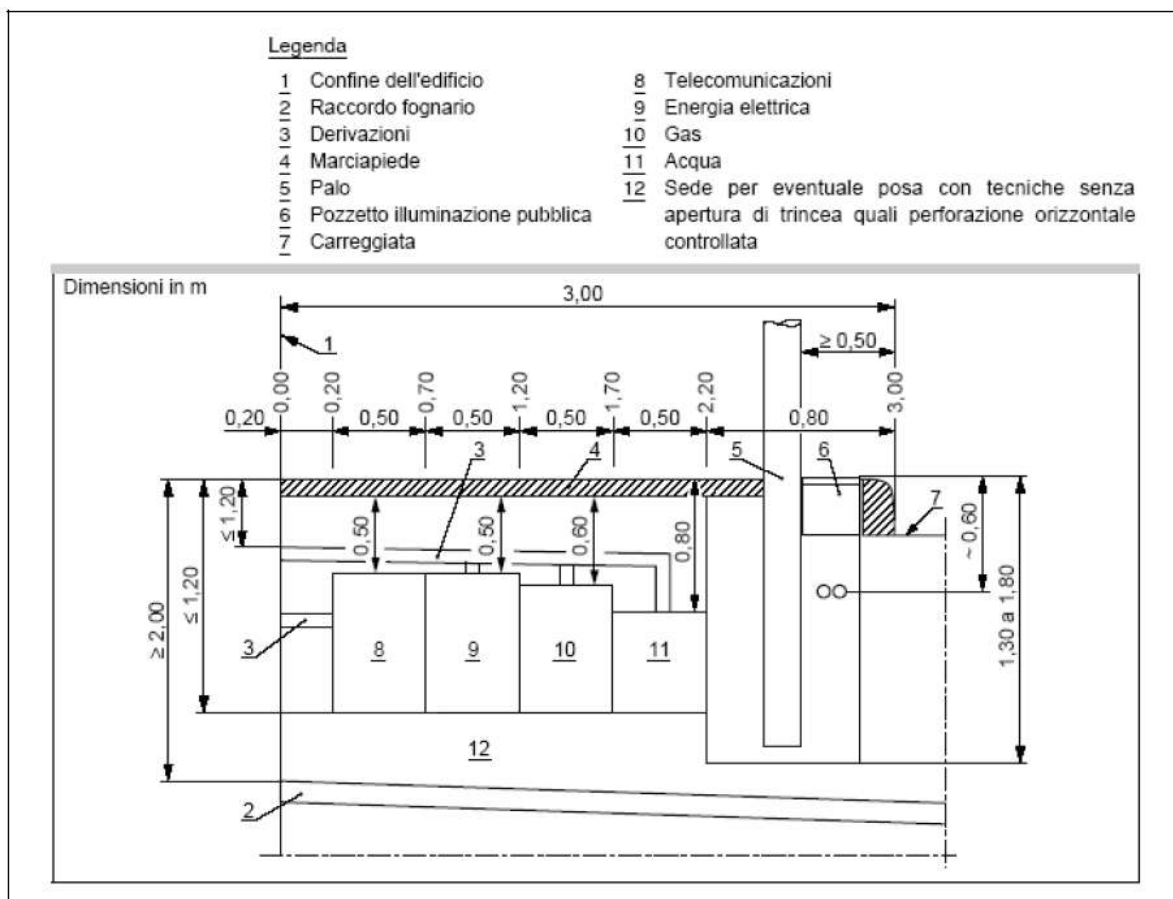 Legenda
1 Confine dell'edificio
2 Raccordo fognario
3 Derivazioni
4 Marciapiede
5 Palo
6 Pozzetto illuminazione pubblica
7 Carreggiata
8 Telecomunicazioni
9 Energia elettrica
10 Gas
11 Acqua
12 Sede per eventuale posa con tecniche senza
apertura di trincea quali perforazione orizzontale
controllata
Dimensioni in m
3,00
1
≥ 0,50
0,00
0,20
0,70
1,20
1,70
2,20
3,00
0,20
0,50
0,50
0,50
0,50
0,80
3
4
5
6
7
≤ 1,20
0,50
0,50
0,60
0,80
~ 0,60
≥ 2,00
≤ 1,20
3
3
8
9
10
11
1,30 a 1,80
12
2